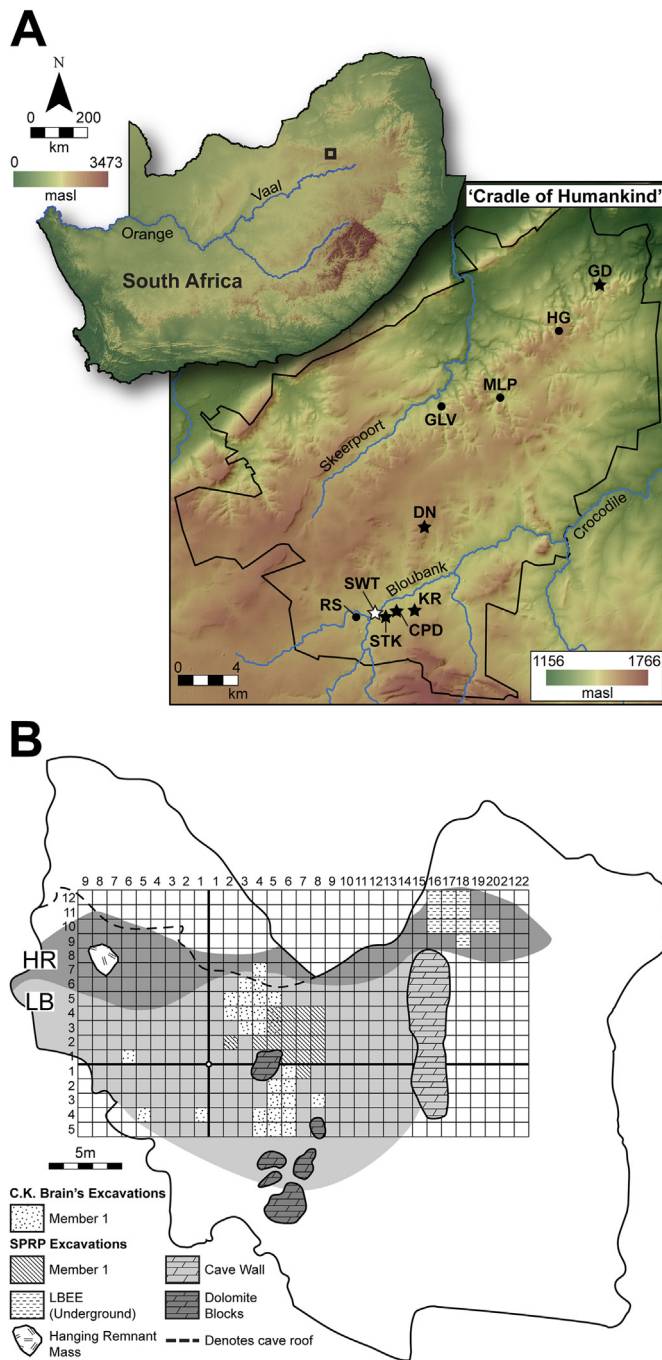 A
N
0 200
km
0 3473
masl
Vaal
Orange
South Africa
'Cradle of Humankind'
GD
HG
MLP
GLV
Skeerpoort
DN
Crocodile
Bloubank
SWT
RS
KR
CPD
STK
0 4
km
1156 1766
masl
B
9 8 7 6 5 4 3 2 1 1 2 3 4 5 6 7 8 9 10 11 12 13 14 15 16 17 18 19 20 21 22
12
11
10
9
8
7
6
5
4
3
2
1
1
2
3
4
5
HR
LB
5m
C.K. Brain's Excavations
Member 1
SPRP Excavations
Member 1
Cave Wall
LBEE
(Underground)
Dolomite
Blocks
Hanging Remnant
Mass
Denotes cave roof